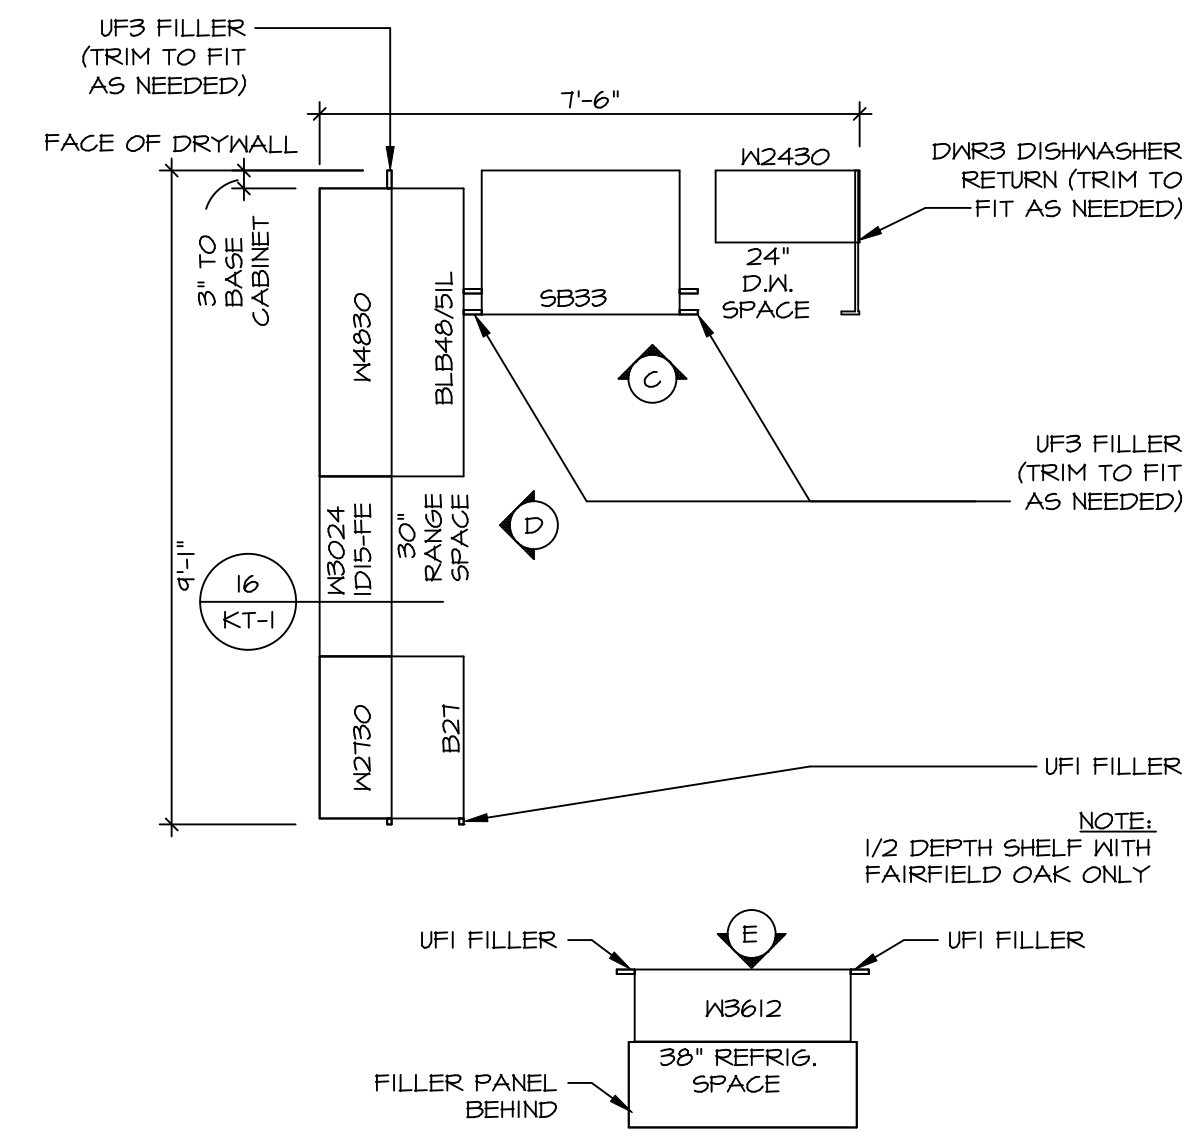 UF3 FILLER
(TRIM TO FIT
AS NEEDED)
7'-6"
FACE OF DRYWALL
W2430
DWR3 DISHWASHER
RETURN (TRIM TO
FIT AS NEEDED)
3" TO
BASE
CABINET
W4830
BLB48/51L
SB33
24"
D.W.
SPACE
C
UF3 FILLER
(TRIM TO FIT
AS NEEDED)
9'-1"
W3024
ID15-FE
30"
RANGE
SPACE
D
16
KT-1
W2730
B27
UF1 FILLER
NOTE:
1/2 DEPTH SHELF WITH
FAIRFIELD OAK ONLY
UF1 FILLER
E
UF1 FILLER
W3612
38" REFRIG.
SPACE
FILLER PANEL
BEHIND